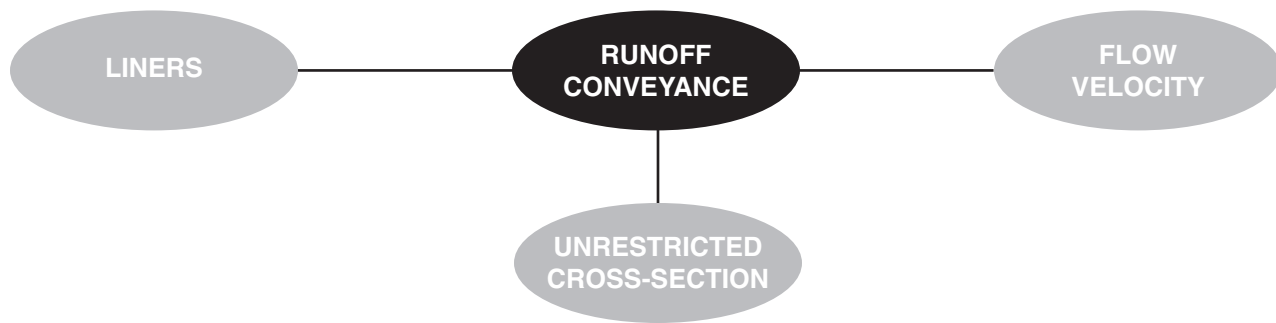 LINERS
RUNOFF
CONVEYANCE
FLOW
VELOCITY
UNRESTRICTED
CROSS-SECTION